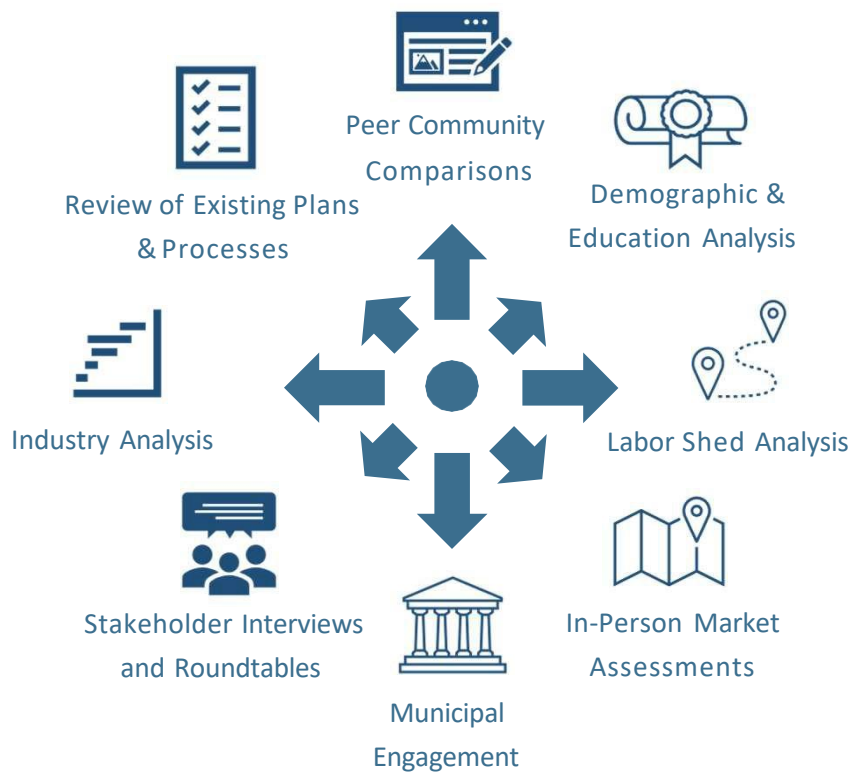 Peer Community
Comparisons
Demographic &
Education Analysis
Labor Shed Analysis
In-Person Market
Assessments
Municipal
Engagement
Stakeholder Interviews
and Roundtables
Industry Analysis
Review of Existing Plans
& Processes